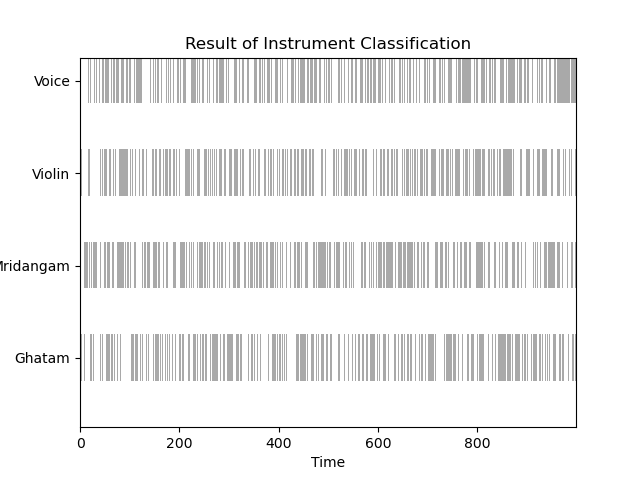 Result of Instrument Classification
Voice
Violin
Mridangam
Ghatam
0 200 400 600 800
Time